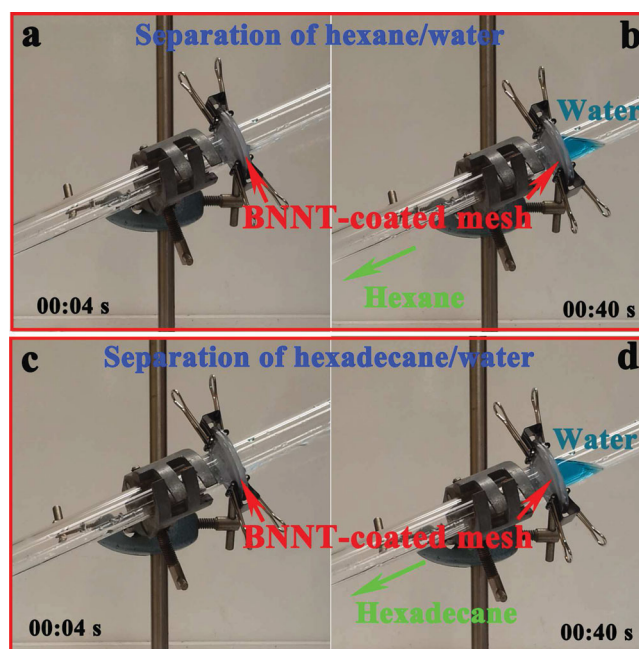 a
Separation of hexane/water
b
Water
BNNT-coated mesh
Hexane
00:04 s
00:40 s
c
Separation of hexadecane/water
d
Water
BNNT-coated mesh
Hexadecane
00:04 s
00:40 s